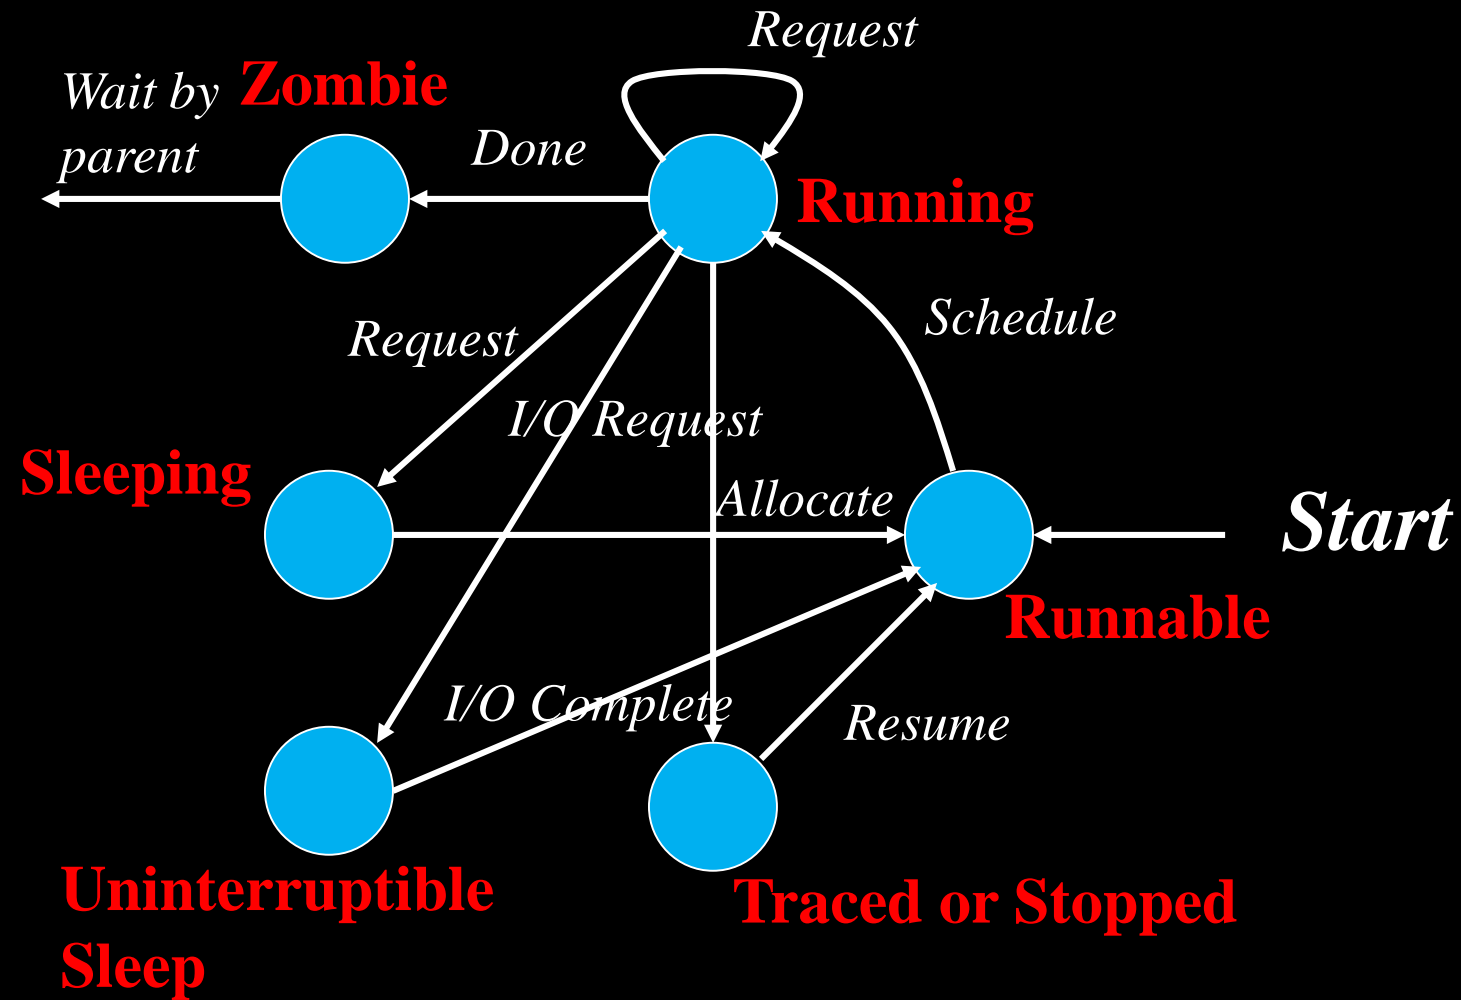 Request
Wait by
parent
Zombie
Done
Running
Schedule
Request
I/O Request
Sleeping
Allocate
Start
Runnable
I/O Complete
Resume
Uninterruptible
Sleep
Traced or Stopped